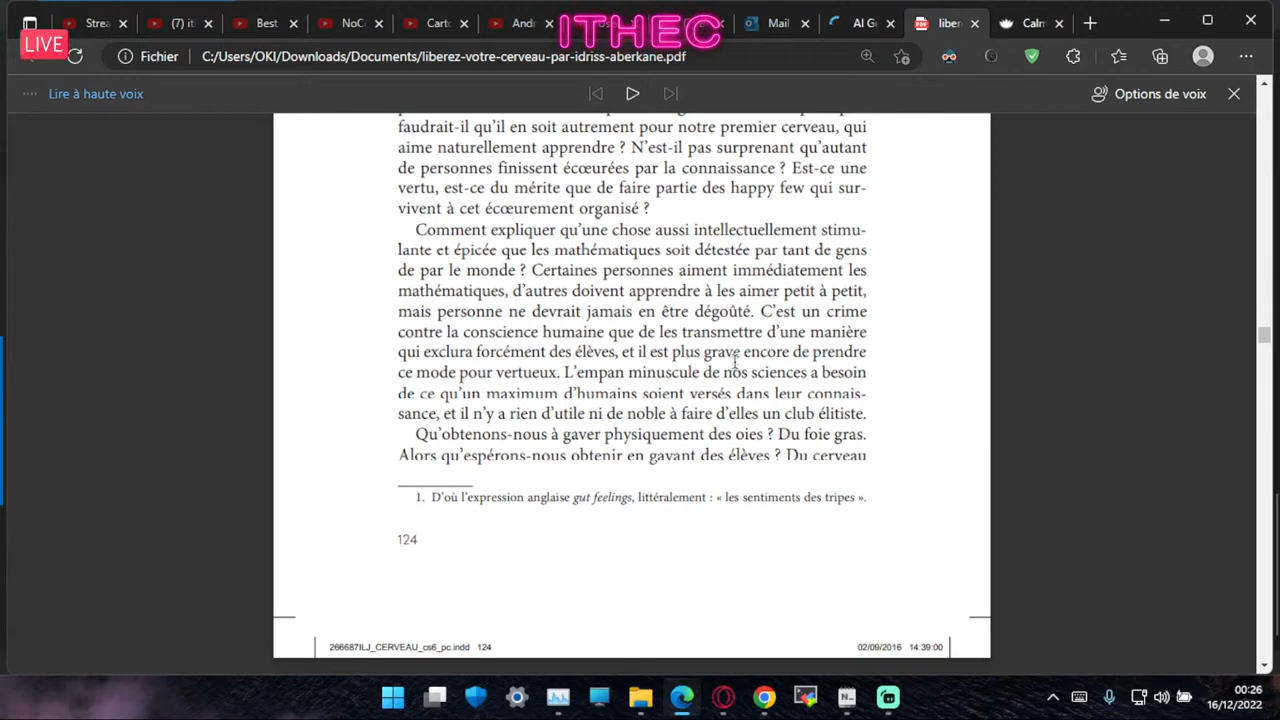 Strea
(7) it
Best
NoCo
Carto
Andr
Mail
AI G
liber
Calm
ITHEC
LIVE
Fichier
C:/Users/OKI/Downloads/Documents/liberez-votre-cerveau-par-idriss-aberkane.pdf
Lire à haute voix
Options de voix
faudrait-il qu'il en soit autrement pour notre premier cerveau, qui
aime naturellement apprendre ? N'est-il pas surprenant qu'autant
de personnes finissent écœurées par la connaissance ? Est-ce une
vertu, est-ce du mérite que de faire partie des happy few qui sur-
vivent à cet écœurement organisé ?
Comment expliquer qu'une chose aussi intellectuellement stimu-
lante et épicée que les mathématiques soit détestée par tant de gens
de par le monde ? Certaines personnes aiment immédiatement les
mathématiques, d'autres doivent apprendre à les aimer petit à petit,
mais personne ne devrait jamais en être dégoûté. C'est un crime
contre la conscience humaine que de les transmettre d'une manière
qui exclura forcément des élèves, et il est plus grave encore de prendre
ce mode pour vertueux. L'empan minuscule de nos sciences a besoin
de ce qu'un maximum d'humains soient versés dans leur connais-
sance, et il n'y a rien d'utile ni de noble à faire d'elles un club élitiste.
Qu'obtenons-nous à gaver physiquement des oies ? Du foie gras.
Alors qu'espérons-nous obtenir en gavant des élèves ? Du cerveau
1. D'où l'expression anglaise gut feelings, littéralement : « les sentiments des tripes ».
124
266687ILJ_CERVEAU_cs6_pc.indd 124
02/09/2016 14:39:00
00:26
16/12/2022